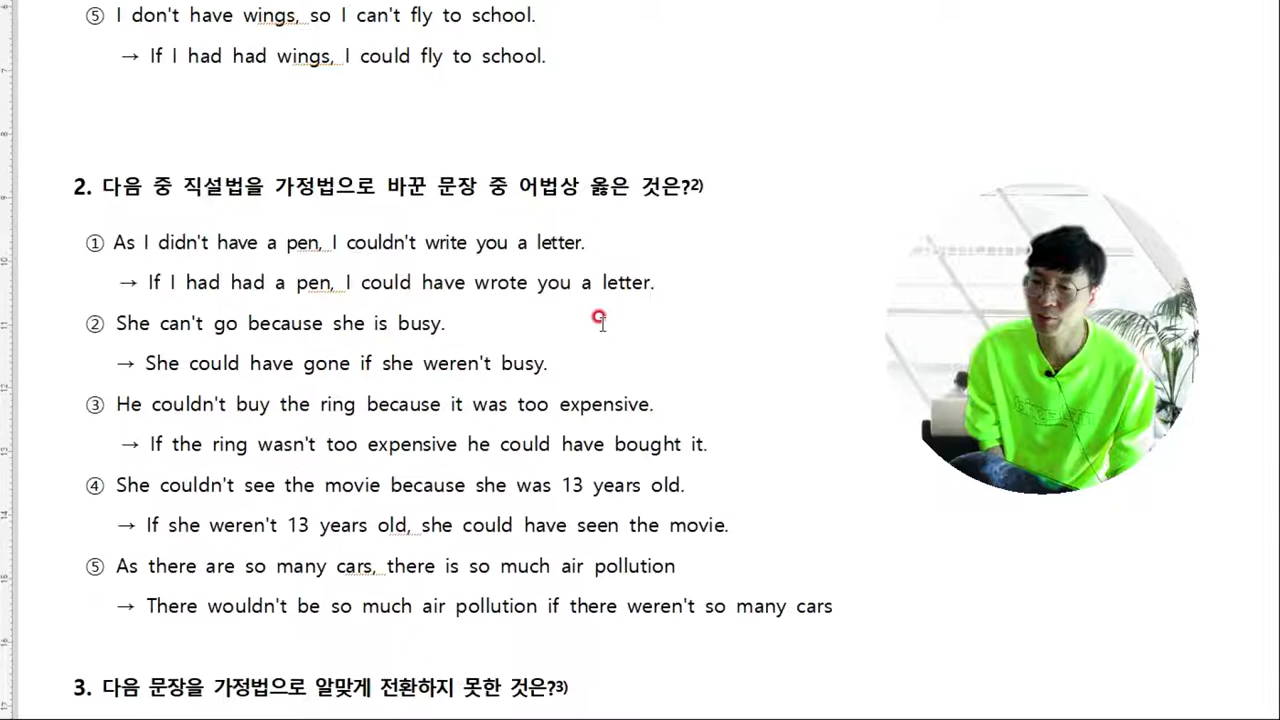 ⑤ I don't have wings, so I can't fly to school.
→ If I had had wings, I could fly to school.
2. 다음 중 직설법을 가정법으로 바꾼 문장 중 어법상 옳은 것은?2)
① As I didn't have a pen, I couldn't write you a letter.
→ If I had had a pen, I could have wrote you a letter.
② She can't go because she is busy.
→ She could have gone if she weren't busy.
③ He couldn't buy the ring because it was too expensive.
→ If the ring wasn't too expensive he could have bought it.
④ She couldn't see the movie because she was 13 years old.
→ If she weren't 13 years old, she could have seen the movie.
⑤ As there are so many cars, there is so much air pollution
→ There wouldn't be so much air pollution if there weren't so many cars
3. 다음 문장을 가정법으로 알맞게 전환하지 못한 것은?3)